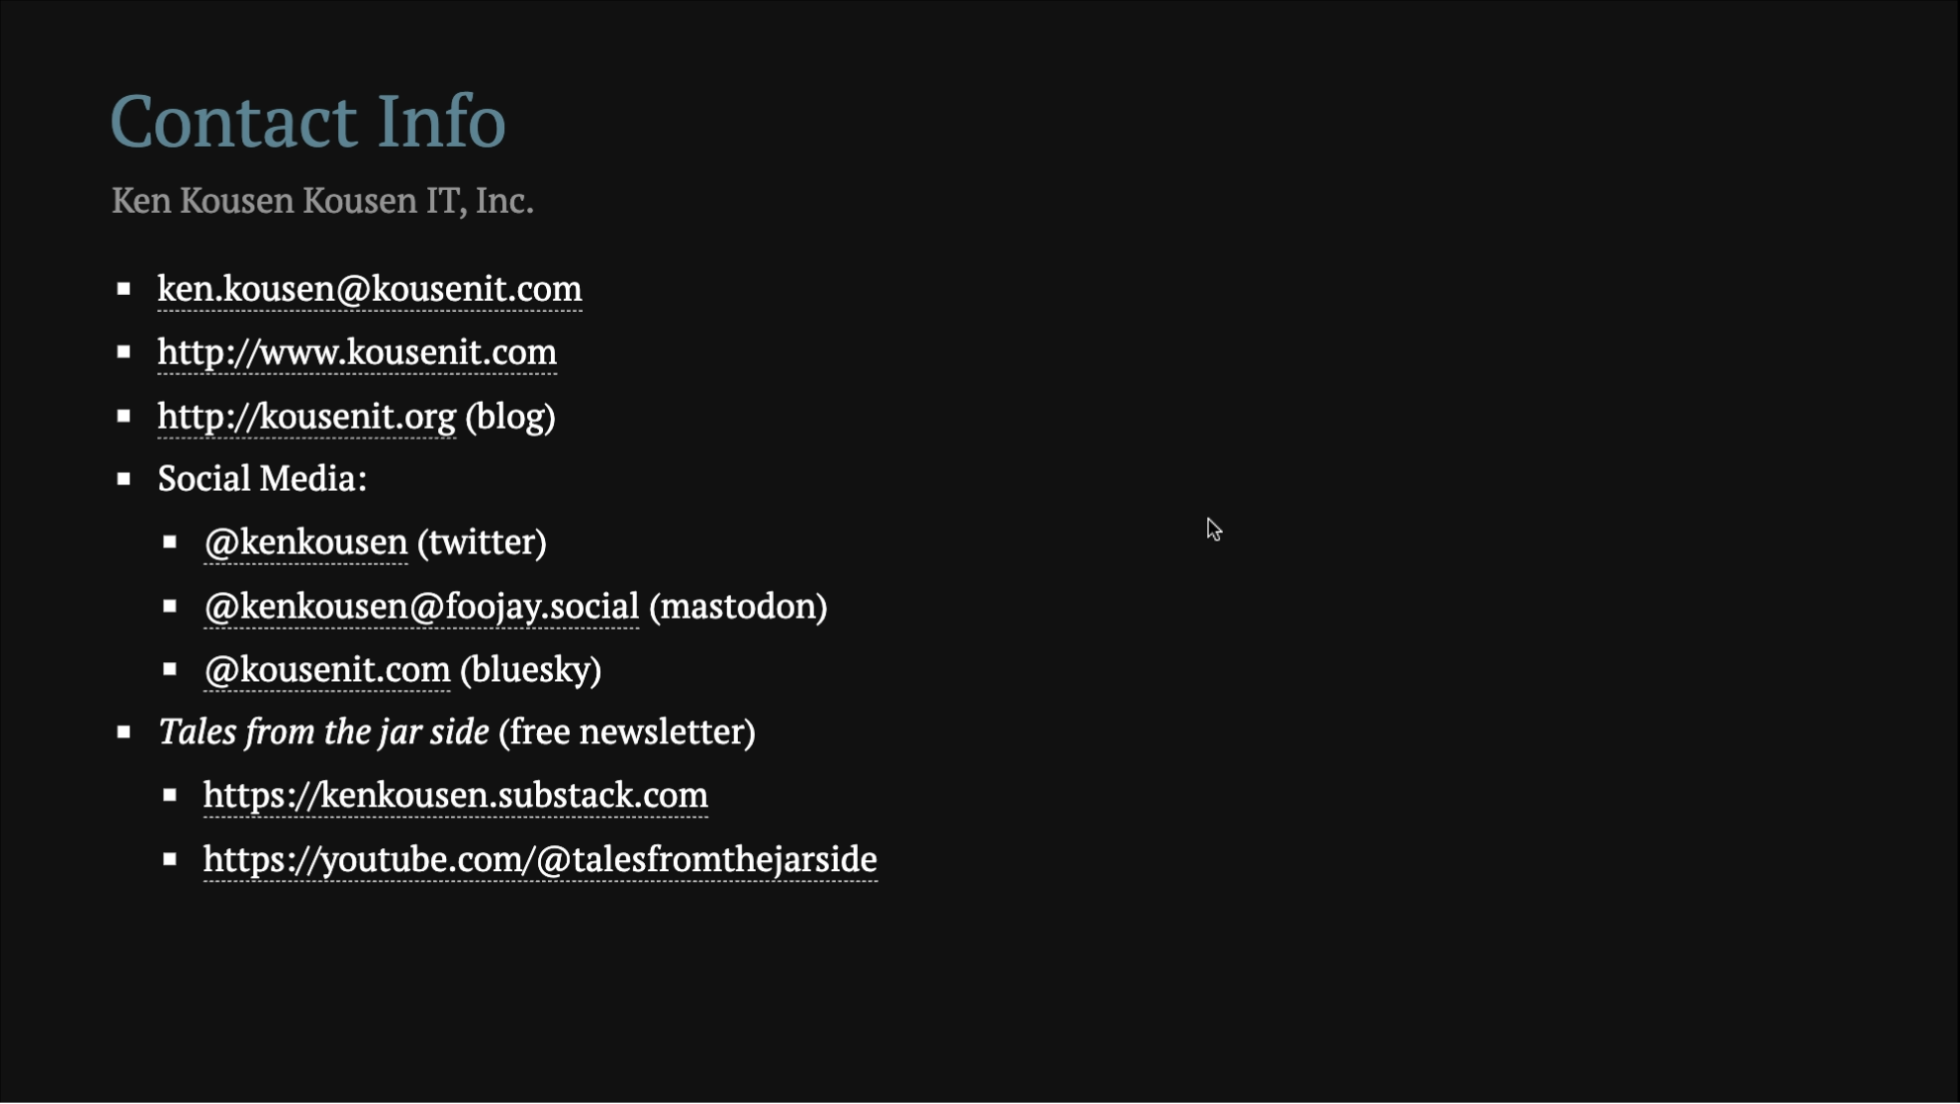 Contact Info
Ken Kousen Kousen IT, Inc.
ken.kousen@kousenit.com
http://www.kousenit.com
http://kousenit.org (blog)
Social Media:
@kenkousen (twitter)
@kenkousen@foojay.social (mastodon)
@kousenit.com (bluesky)
Tales from the jar side (free newsletter)
https://kenkousen.substack.com
https://youtube.com/@talesfromthejarside